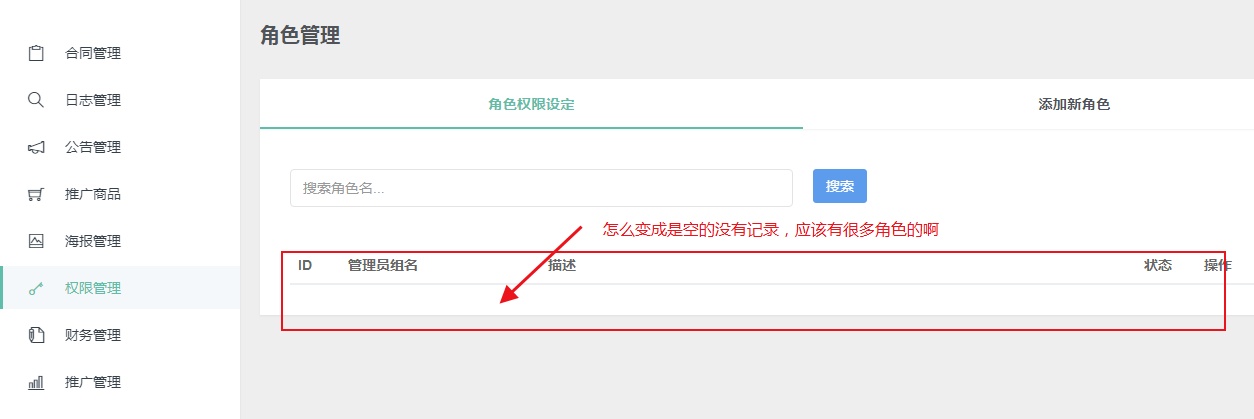 合同管理
日志管理
公告管理
推广商品
海报管理
权限管理
财务管理
推广管理
角色管理
角色权限设定 添加新角色
搜索角色名... 搜索
怎么变成是空的没有记录，应该有很多角色的啊
ID 管理员组名 描述 状态 操作